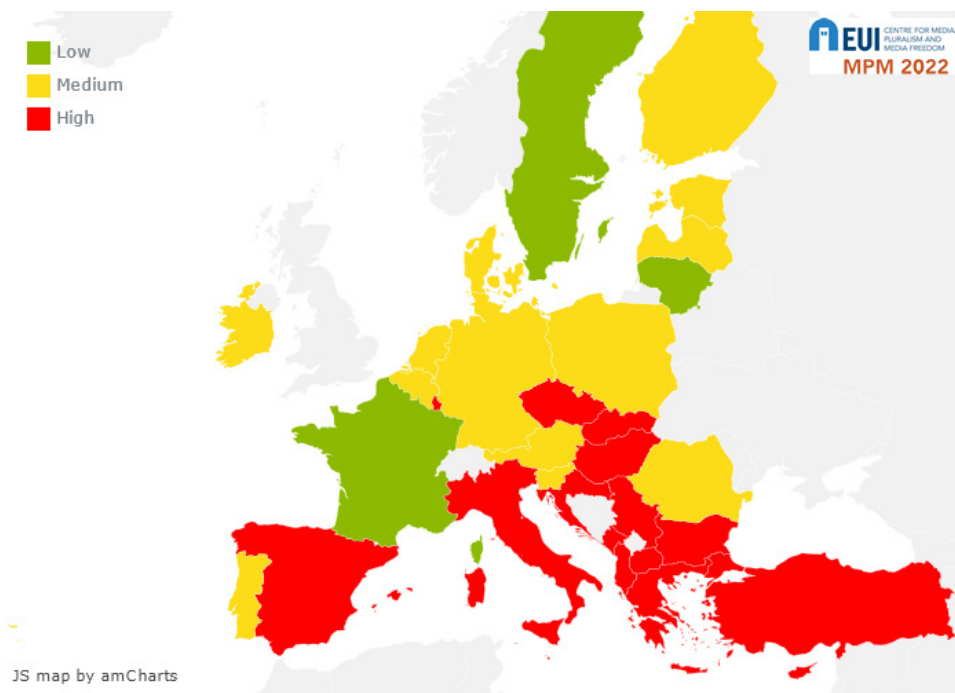 Low
Medium
High
EUI
CENTRE FOR MEDIA
PLURALISM AND
MEDIA FREEDOM
MPM 2022
JS map by amCharts